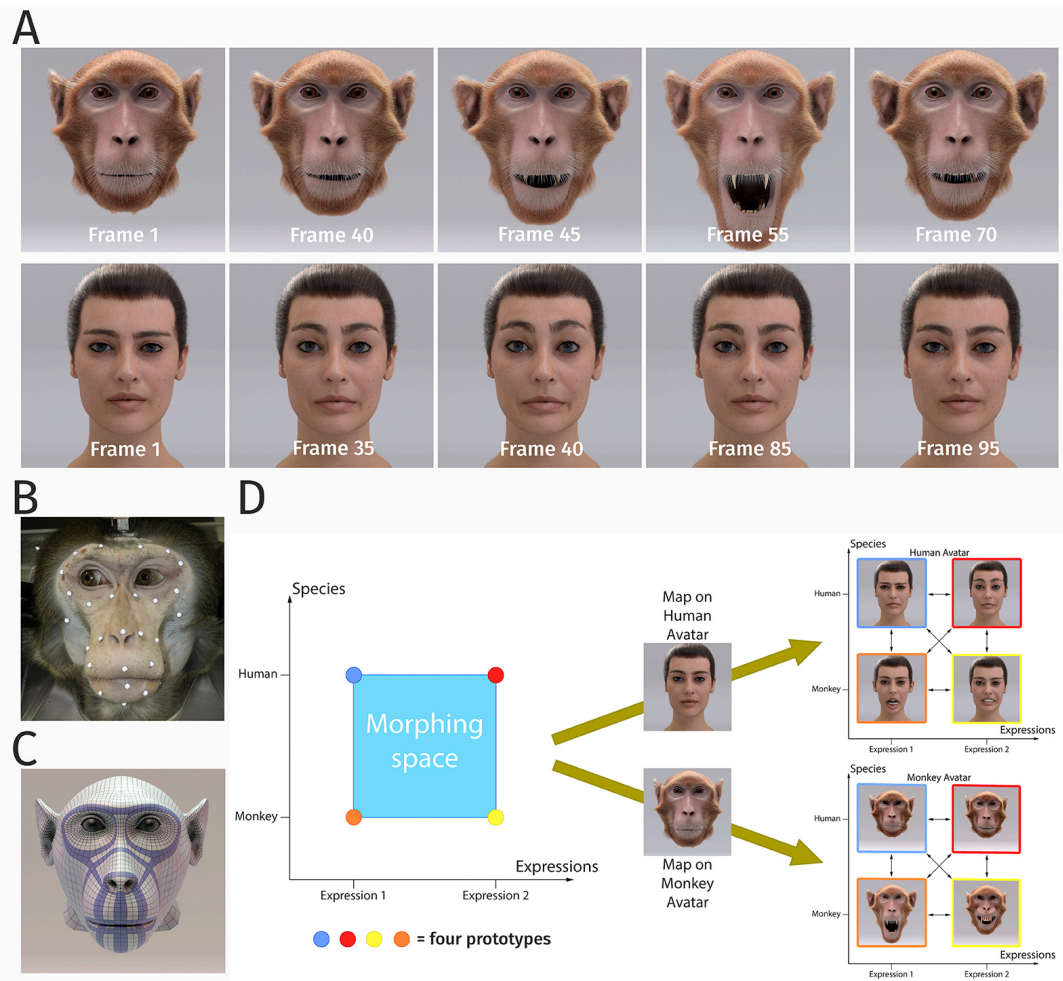 A
Frame 1
Frame 40
Frame 45
Frame 55
Frame 70
Frame 1
Frame 35
Frame 40
Frame 85
Frame 95
B
C
D
Species
Human
Monkey
Morphing
space
Expressions
Expression 1
Expression 2
= four prototypes
Map on
Human
Avatar
Map on
Monkey
Avatar
Species
Human Avatar
Human
Monkey
Expressions
Expression 1
Expression 2
Species
Monkey Avatar
Human
Monkey
Expressions
Expression 1
Expression 2